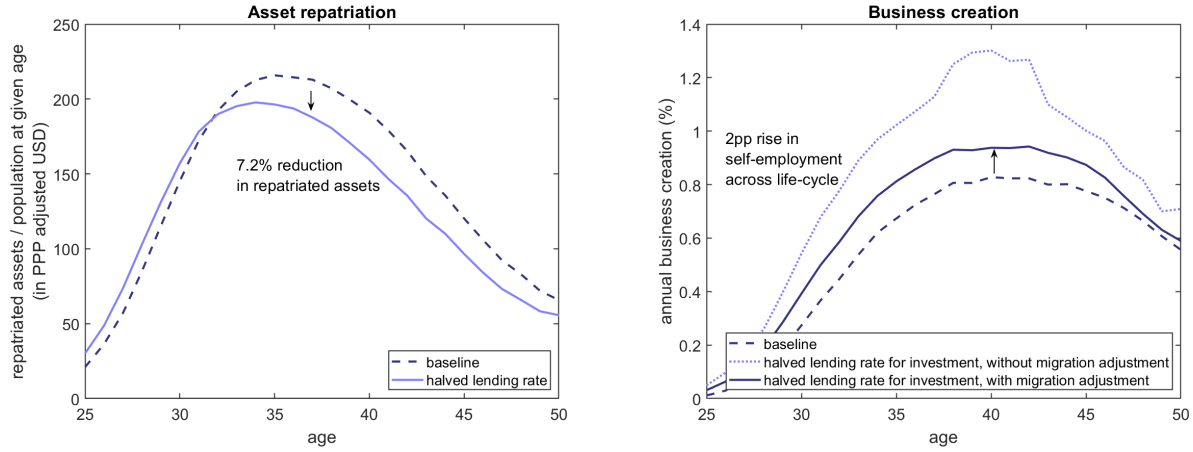 Asset repatriation
repatriated assets / population at given age
(in PPP adjusted USD)
250
200
150
100
50
0
7.2% reduction
in repatriated assets
baseline
halved lending rate
25
30
35
40
45
50
age
Business creation
annual business creation (%)
1.4
1.2
1
0.8
0.6
0.4
0.2
0
2pp rise in
self-employment
across life-cycle
baseline
halved lending rate for investment, without migration adjustment
halved lending rate for investment, with migration adjustment
25
30
35
40
45
50
age